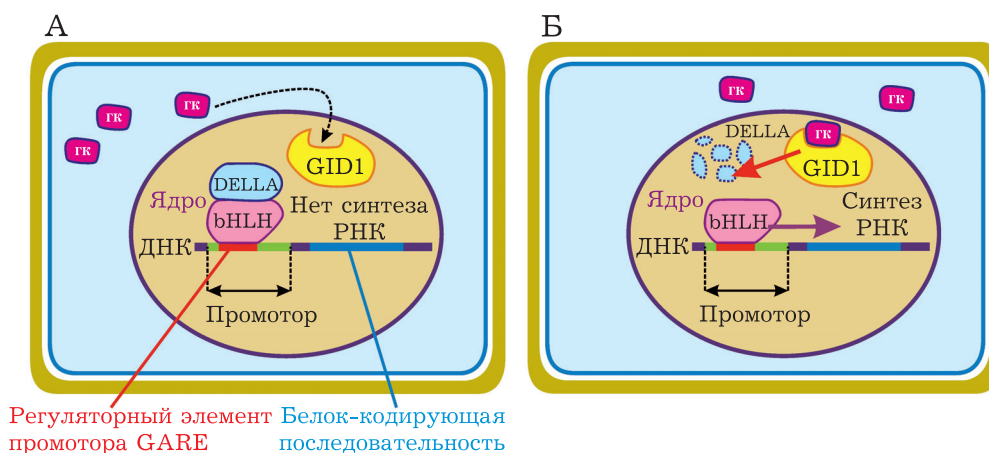 А
гк
гк
гк
GID1
DELLA
Ядро
bHLH
Нет синтеза
РНК
ДНК
Промотор
Регуляторный элемент
промотора GARE
Белок-кодирующая
последовательность
Б
гк
гк
DELLA
гк
GID1
Ядро
bHLH
Синтез
РНК
ДНК
Промотор